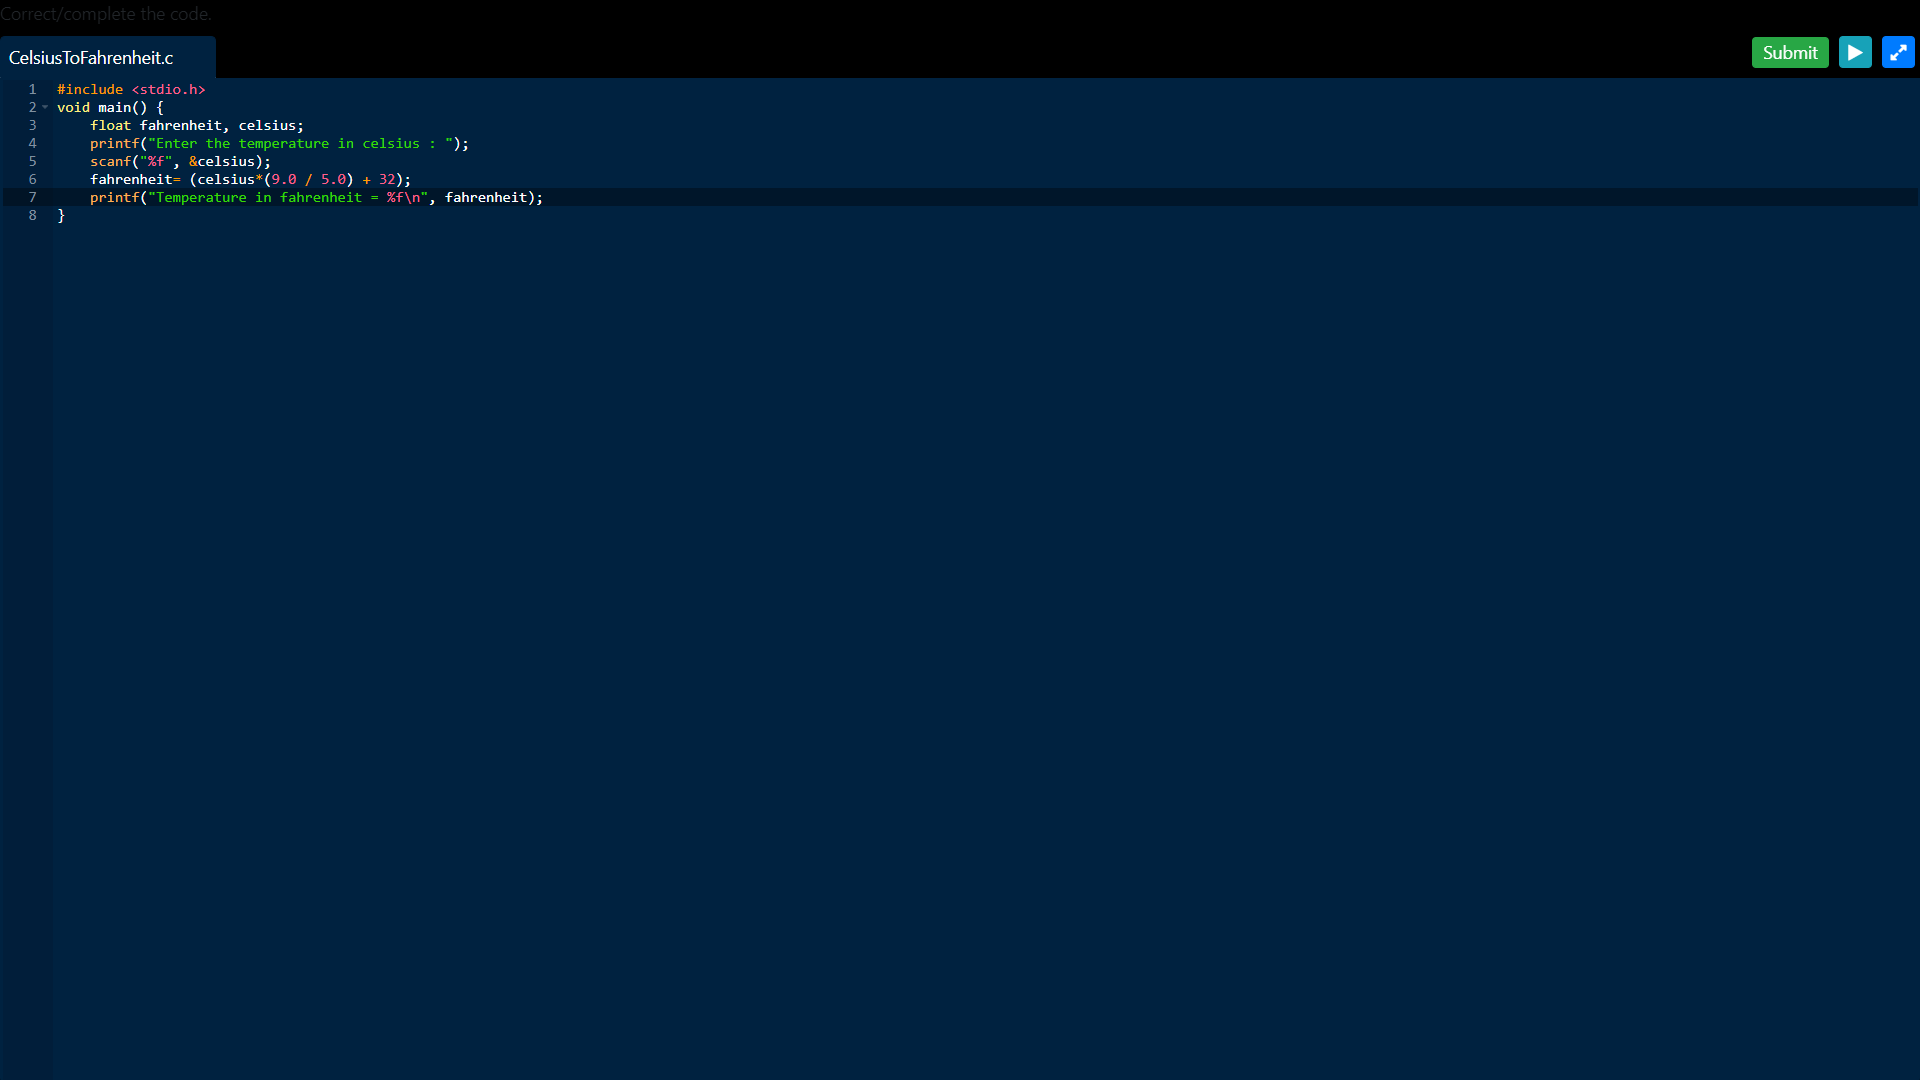 Correct/complete the code.
CelsiusToFahrenheit.c
Submit
1 #include <stdio.h>
2 void main() {
3 float fahrenheit, celsius;
4 printf("Enter the temperature in celsius : ");
5 scanf("%f", &celsius);
6 fahrenheit= (celsius*(9.0 / 5.0) + 32);
7 printf("Temperature in fahrenheit = %f\n", fahrenheit);
8 }